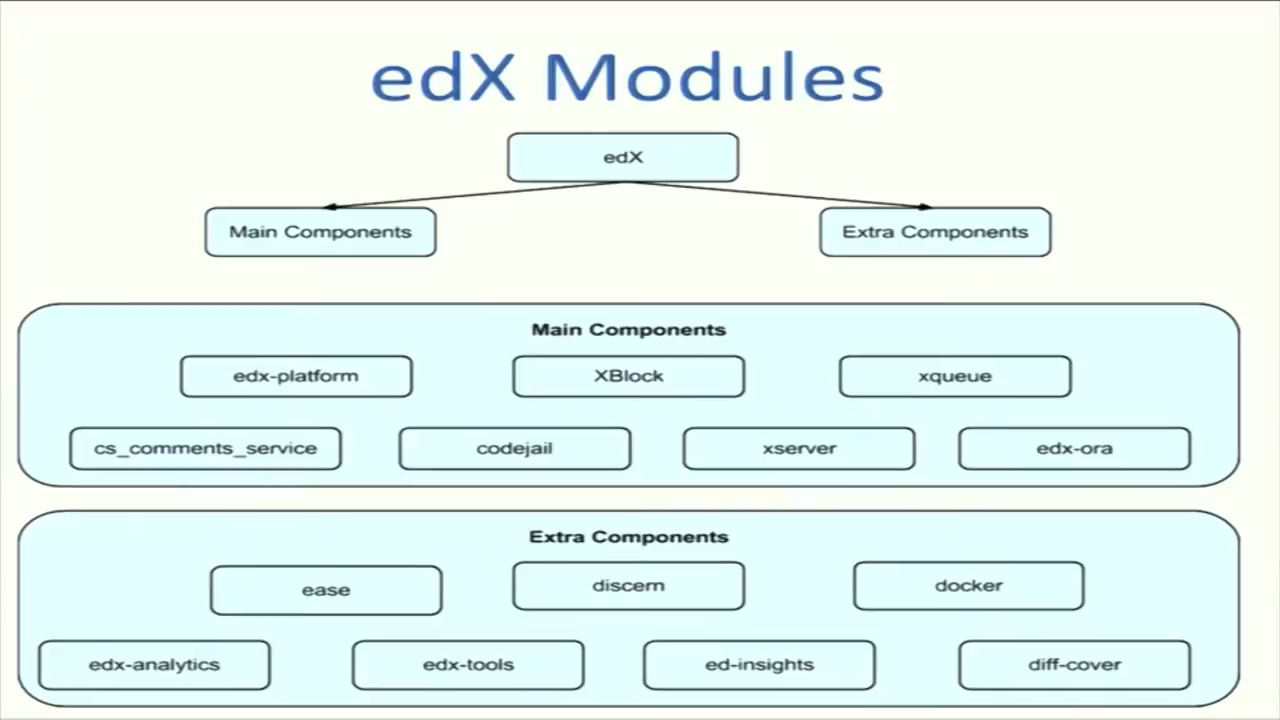 edX Modules
edX
Main Components
Extra Components
Main Components
edx-platform
XBlock
xqueue
cs_comments_service
codejail
xserver
edx-ora
Extra Components
ease
discern
docker
edx-analytics
edx-tools
ed-insights
diff-cover